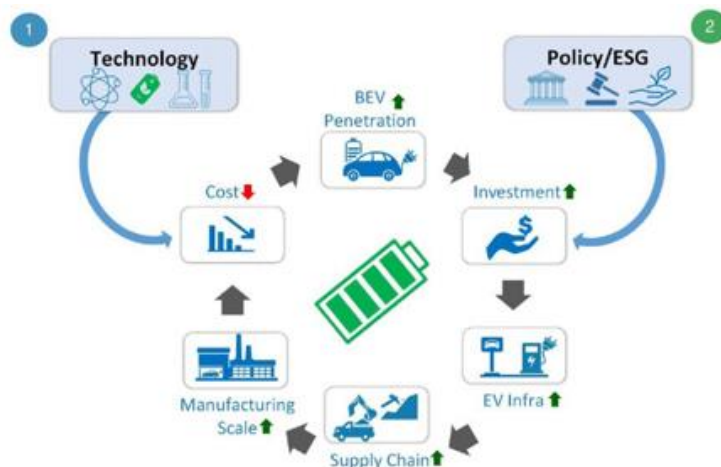 1
Technology
2
Policy/ESG
BEV
Penetration
Cost
Investment
$
Manufacturing
Scale
EV Infra
Supply Chain